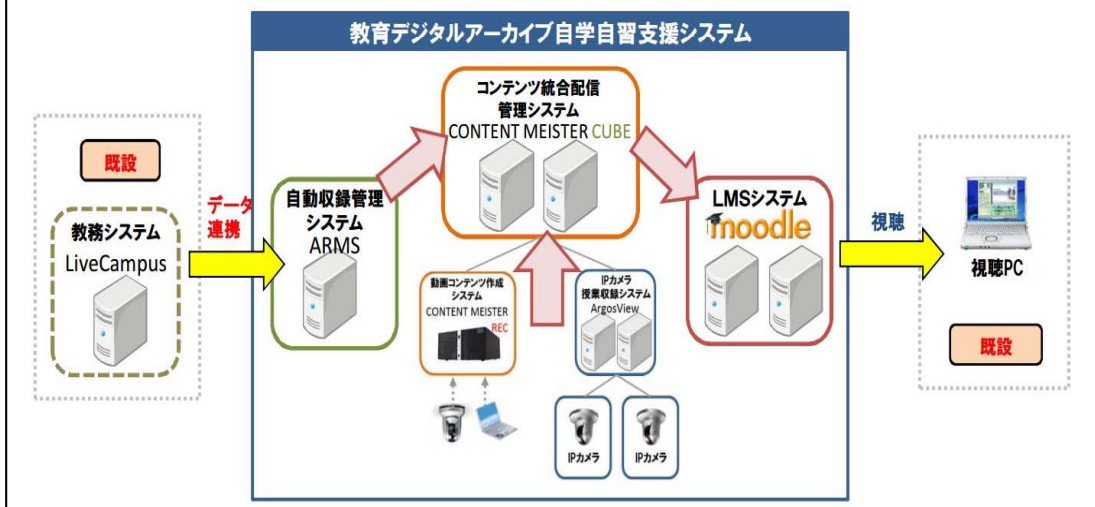 教育デジタルアーカイブ自学自習支援システム
既設
教務システム
LiveCampus
データ
連携
自動収録管理
システム
ARMS
コンテンツ統合配信
管理システム
CONTENT MEISTER CUBE
動画コンテンツ作成
システム
CONTENT MEISTER
REC
IPカメラ
授業収録システム
ArgosView
IPカメラ
IPカメラ
LMSシステム
moodle
視聴
視聴PC
既設